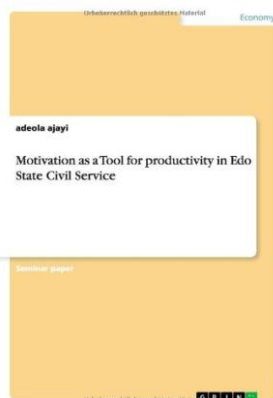 Urheberrechtlich geschütztes Material
Economy
adeola ajayi
Motivation as a Tool for productivity in Edo
State Civil Service
Seminar paper
G R I N